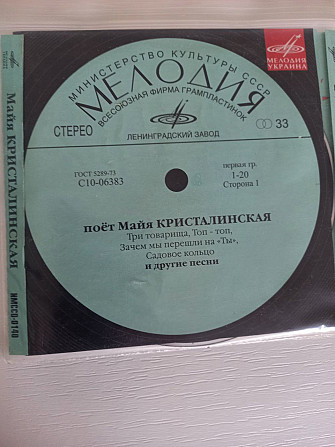 МИНИСТЕРСТВО КУЛЬТУРЫ СССР
МЕЛОДИЯ
ВСЕСОЮЗНАЯ ФИРМА ГРАМПЛАСТИНОК
СТЕРЕО
33
ЛЕНИНГРАДСКИЙ ЗАВОД
ГОСТ 5289-73
С10-06383
первая гр.
1-20
Сторона 1
поёт Майя КРИСТАЛИНСКАЯ
Три товарища, Топ - топ,
Зачем мы перешли на «Ты»,
Садовое кольцо
и другие песни
МЕЛОДИЯ
УКРАИНА
Майя КРИСТАЛИНСКАЯ